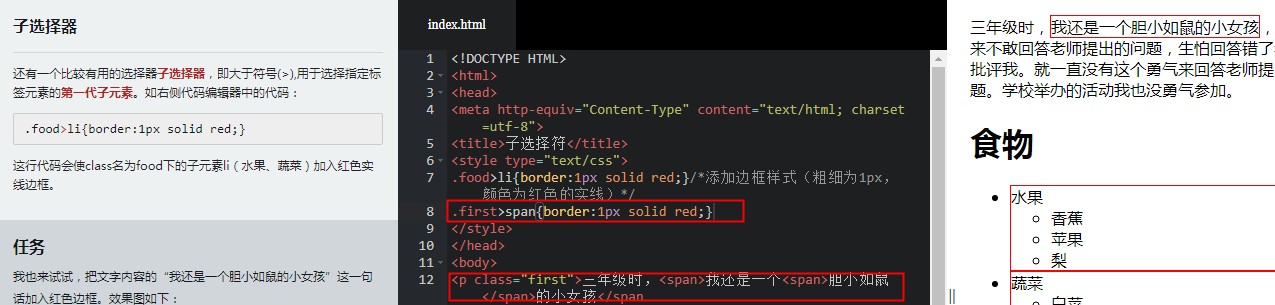 子选择器
还有一个比较有用的选择器子选择器，即大于符号(>),用于选择指定标
签元素的第一代子元素。如右侧代码编辑器中的代码：
.food>li{border:1px solid red;}
这行代码会使class名为food下的子元素li（水果、蔬菜）加入红色实
线边框。
任务
我也来试试，把文字内容的“我还是一个胆小如鼠的小女孩”这一句
话加入红色边框。效果图如下：
index.html
1 <!DOCTYPE HTML>
2 <html>
3 <head>
4 <meta http-equiv="Content-Type" content="text/html; charset
=utf-8">
5 <title>子选择符</title>
6 <style type="text/css">
7 .food>li{border:1px solid red;}/*添加边框样式（粗细为1px，
颜色为红色的实线）*/
8 .first>span{border:1px solid red;}
9 </style>
10 </head>
11 <body>
12 <p class="first">三年级时，<span>我还是一个<span>胆小如鼠
</span>的小女孩</span
三年级时，我还是一个胆小如鼠的小女孩，
来不敢回答老师提出的问题，生怕回答错了
批评我。就一直没有这个勇气来回答老师提
题。学校举办的活动我也没勇气参加。
食物
水果
香蕉
苹果
梨
蔬菜
白菜